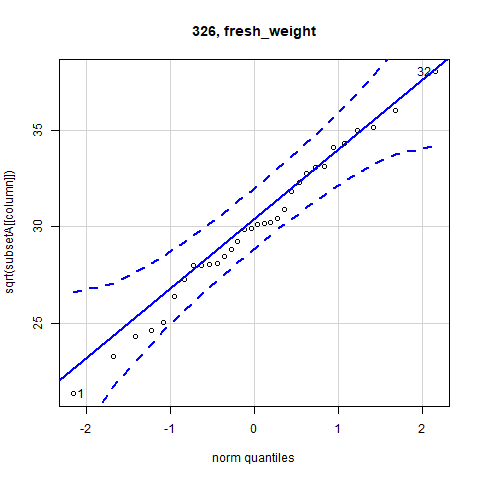 326, fresh_weight
sqrt(subsetA[[column]])
35
30
25
32
1
-2 -1 0 1 2
norm quantiles